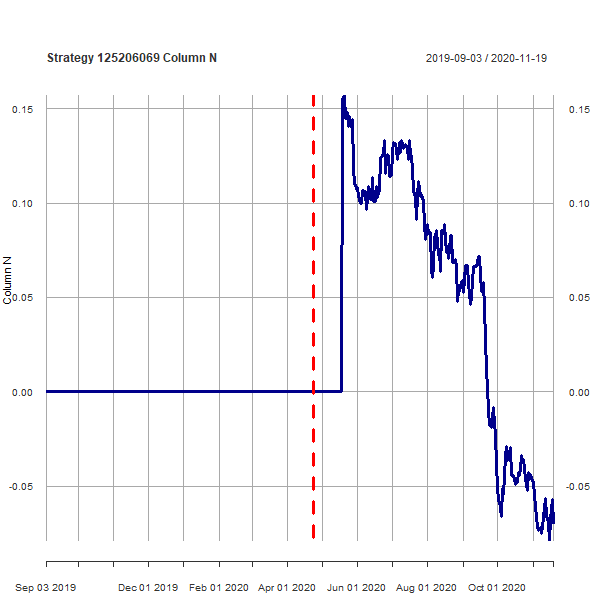 Strategy 125206069 Column N
2019-09-03 / 2020-11-19
0.15 0.15
0.10 0.10
0.05 0.05
Column N
0.00 0.00
-0.05 -0.05
Sep 03 2019 Dec 01 2019 Feb 01 2020 Apr 01 2020 Jun 01 2020 Aug 01 2020 Oct 01 2020